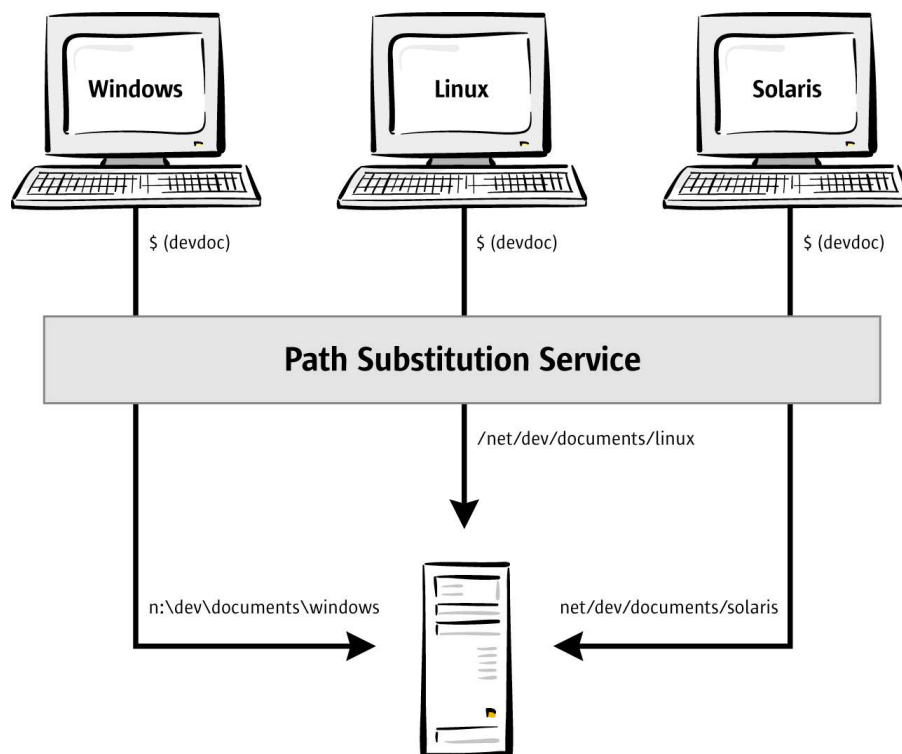 Windows
Linux
Solaris
$ (devdoc)
$ (devdoc)
$ (devdoc)
Path Substitution Service
/net/dev/documents/linux
n:\dev\documents\windows
net/dev/documents/solaris